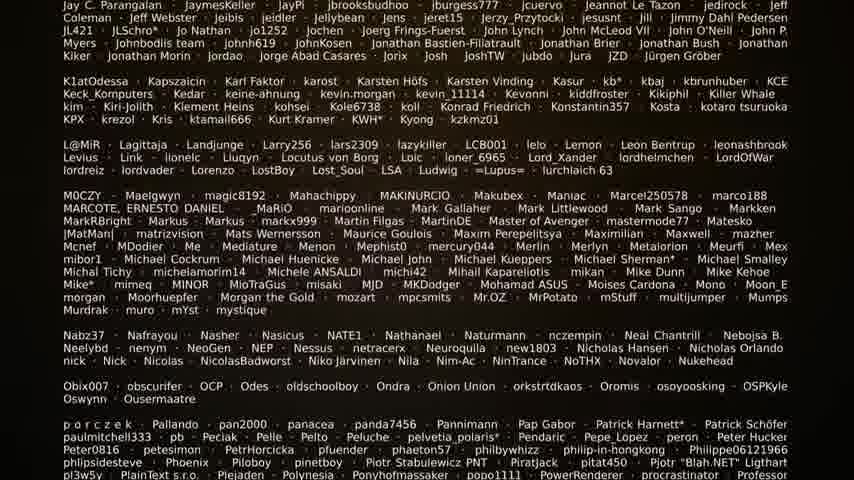 Jay C. Parangalan · JaymesKeller · JayPi · jbrooksbudhoo · jburgess777 · jcuervo · Jeannot Le Tazon · jedirock · Jeff
Coleman · Jeff Webster · Jeibis · jeidler · Jellybean · Jens · jeret15 · Jerzy_Przytocki · jesusnt · Jill · Jimmy Dahl Pedersen
JL421 · JLSchro* · Jo Nathan · jo1252 · Jochen · Joerg Frings-Fuerst · John Lynch · John McLeod VII · John O'Neill · John P.
Myers · Johnbodiis team · johnh619 · JohnKosen · Jonathan Bastien-Filiatrault · Jonathan Brier · Jonathan Bush · Jonathan
Kiker · Jonathan Morin · Jordao · Jorge Abad Casares · Jorix · Josh · JoshTW · jubdo · Jura · JZD · Jürgen Gröber
K1atOdessa · Kapszaicin · Karl Faktor · karost · Karsten Höfs · Karsten Vinding · Kasur · kb* · kbaj · kbrunhuber · KCE
Keck_Komputers · Kedar · keine-ahnung · kevin.morgan · kevin_11114 · Kevonni · kiddfroster · Kikiphil · Killer Whale
kim · Kiri-Jolith · Klement Heins · kohsei · Kole6738 · koll · Konrad Friedrich · Konstantin357 · Kosta · kotaro tsuruoka
KPX · krezol · Kris · ktamail666 · Kurt Kramer · KWH* · Kyong · kzkmz01
L@MiR · Lagittaja · Landjunge · Larry256 · lars2309 · lazykiller · LCB001 · lelo · Lemon · Leon Bentrup · leonashbrook
Levius · Link · lionelc · Liuqyn · Locutus von Borg · Loic · loner_6965 · Lord_Xander · lordhelmchen · LordOfWar
lordreiz · lordvader · Lorenzo · LostBoy · Lost_Soul · LSA · Ludwig · =Lupus= · lurchlaich 63
M0CZY · Maelgwyn · magic8192 · Mahachippy · MAKINURCIO · Makubex · Maniac · Marcel250578 · marco188
MARCOTE, ERNESTO DANIEL · _MaRiO · marioonline · Mark Gallaher · Mark Littlewood · Mark Sango · Markken
MarkRBright · Markus · Markus · markx999 · Martin Filgas · MartinDE · Master of Avenger · mastermode77 · Matesko
|MatMan| · matrizvision · Mats Wernersson · Maurice Goulois · Maxim Perepelitsya · Maximilian · Maxwell · mazher
Mcnef · MDodier · Me · Mediature · Menon · Mephist0 · mercury044 · Merlin · Merlyn · Metalorion · Meurfi · Mex
mibor1 · Michael Cockrum · Michael Huenicke · Michael John · Michael Kueppers · Michael Sherman* · Michael Smalley
Michal Tichy · michelamorim14 · Michele ANSALDI · michi42 · Mihail Kapareliotis · mikan · Mike Dunn · Mike Kehoe
Mike* · mimeq · MINOR · MioTraGus · misaki · MJD · MKDodger · Mohamad ASUS · Moises Cardona · Mono · Moon_E
morgan · Moorhuepfer · Morgan the Gold · mozart · mpcsmits · Mr.OZ · MrPotato · mStuff · multijumper · Mumps
Murdrak · muro · mYst · mystique
Nabz37 · Nafrayou · Nasher · Nasicus · NATE1 · Nathanael · Naturmann · nczempin · Neal Chantrill · Nebojsa B.
Neelybd · nenym · NeoGen · NEP · Nessus · netracerx · Neuroquila · new1803 · Nicholas Hansen · Nicholas Orlando
nick · Nick · Nicolas · NicolasBadworst · Niko Järvinen · Nila · Nim-Ac · NinTrance · NoTHX · Novalor · Nukehead
Obix007 · obscurifer · OCP · Odes · oldschoolboy · Ondra · Onion Union · orkstrtdkaos · Oromis · osoyoosking · OSPKyle
Oswynn · Ousermaatre
p o r c z e k · Pallando · pan2000 · panacea · panda7456 · Pannimann · Pap Gabor · Patrick Harnett* · Patrick Schöfer
paulmitchell333 · pb · Peciak · Pelle · Pelto · Peluche · pelvetia_polaris* · Pendaric · Pepe_Lopez · peron · Peter Hucker
Peter0816 · petesimon · PetrHorcicka · pfuender · phaeton57 · philbywhizz · philip-in-hongkong · Philippe06121966
phlipsidesteve · Phoenix · Piloboy · pinetboy · Piotr Stabulewicz PNT · Piratjack · pitat450 · Pjotr "Blah.NET" Ligthart
pl3w5y · PlainText s.r.o. · Plejaden · Polynesia · Ponyhofmassaker · popo1111 · PowerRenderer · procrastinator · Professor